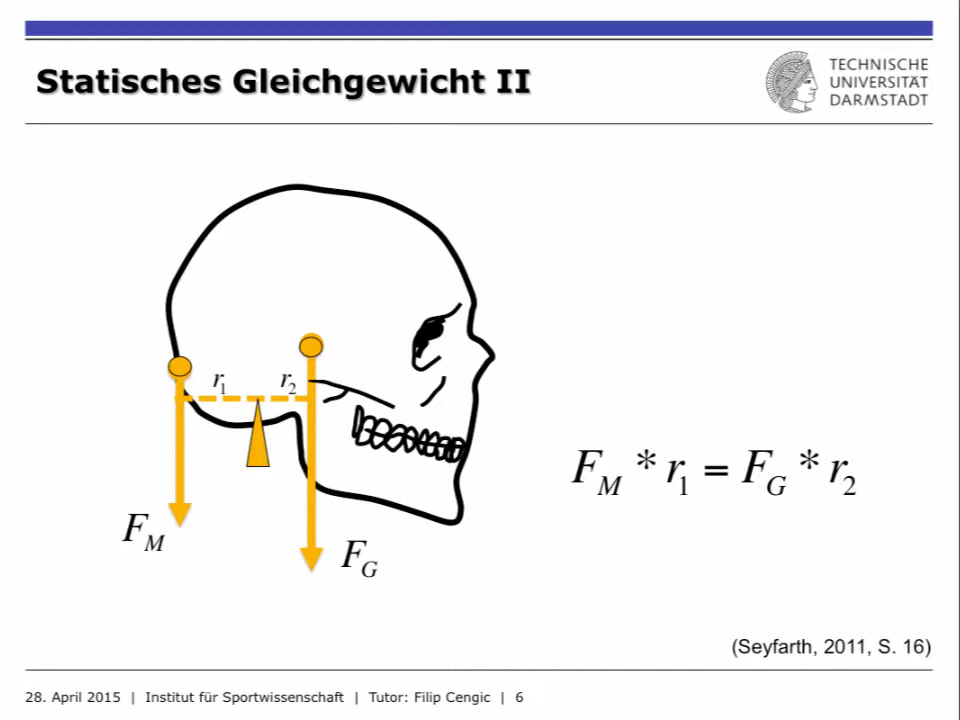 Statisches Gleichgewicht II
TECHNISCHE
UNIVERSITÄT
DARMSTADT
r₁
r₂
F_M
F_G
F_M * r₁ = F_G * r₂
(Seyfarth, 2011, S. 16)
28. April 2015 | Institut für Sportwissenschaft | Tutor: Filip Cengic | 6